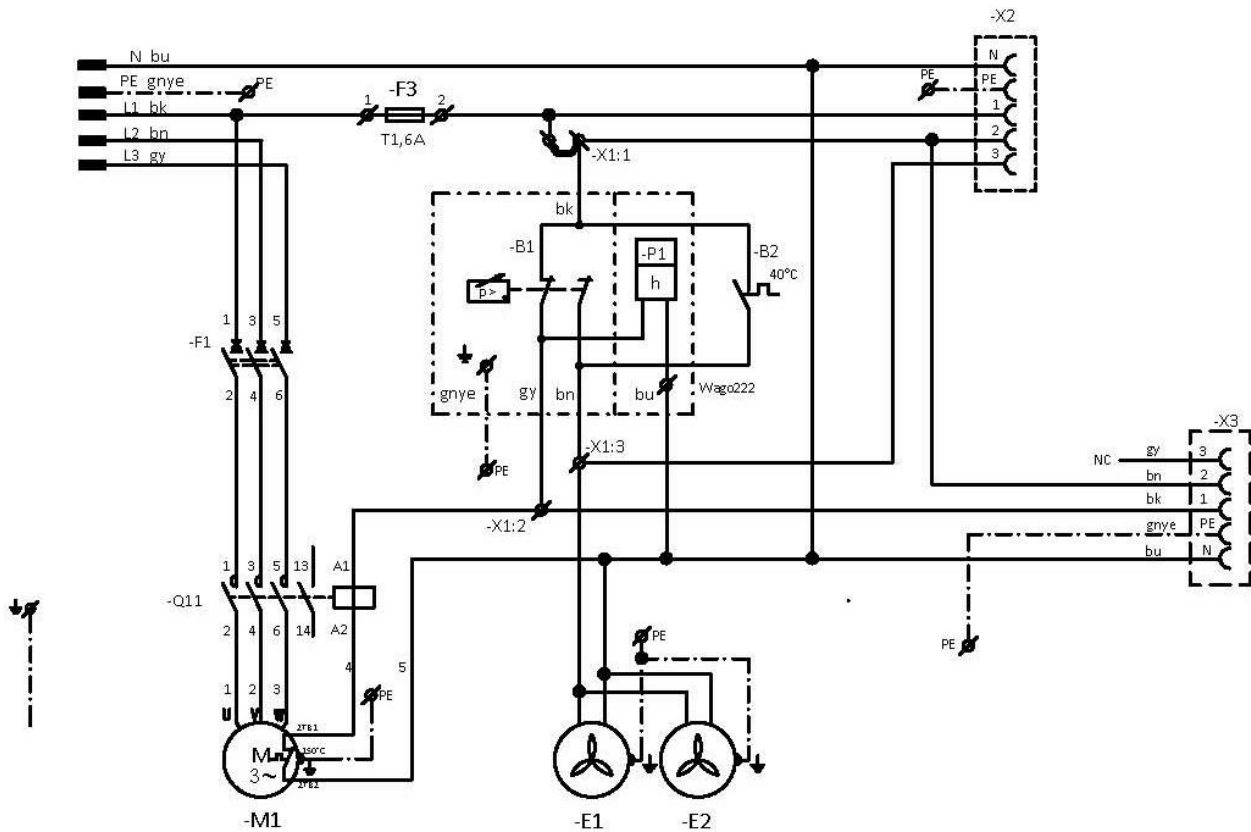 -X2
N bu
N
PE gnye
PE
PE
PE
-F3
L1 bk
1
2
1
T1,6A
L2 bn
2
-X1:1
L3 gy
3
bk
-B1
-P1
-B2
40°C
p>
h
1
3
5
-F1
2
4
6
gnye
gy
bn
bu
Wago222
-X3
-X1:3
PE
NC
gy
3
bn
2
bk
1
-X1:2
gnye
PE
bu
N
1
3
5
13
A1
-Q11
2
4
6
14
A2
PE
PE
4
5
1
2
3
PE
U
V
W
2TB1
M
150°C
3~
2TB2
-M1
-E1
-E2